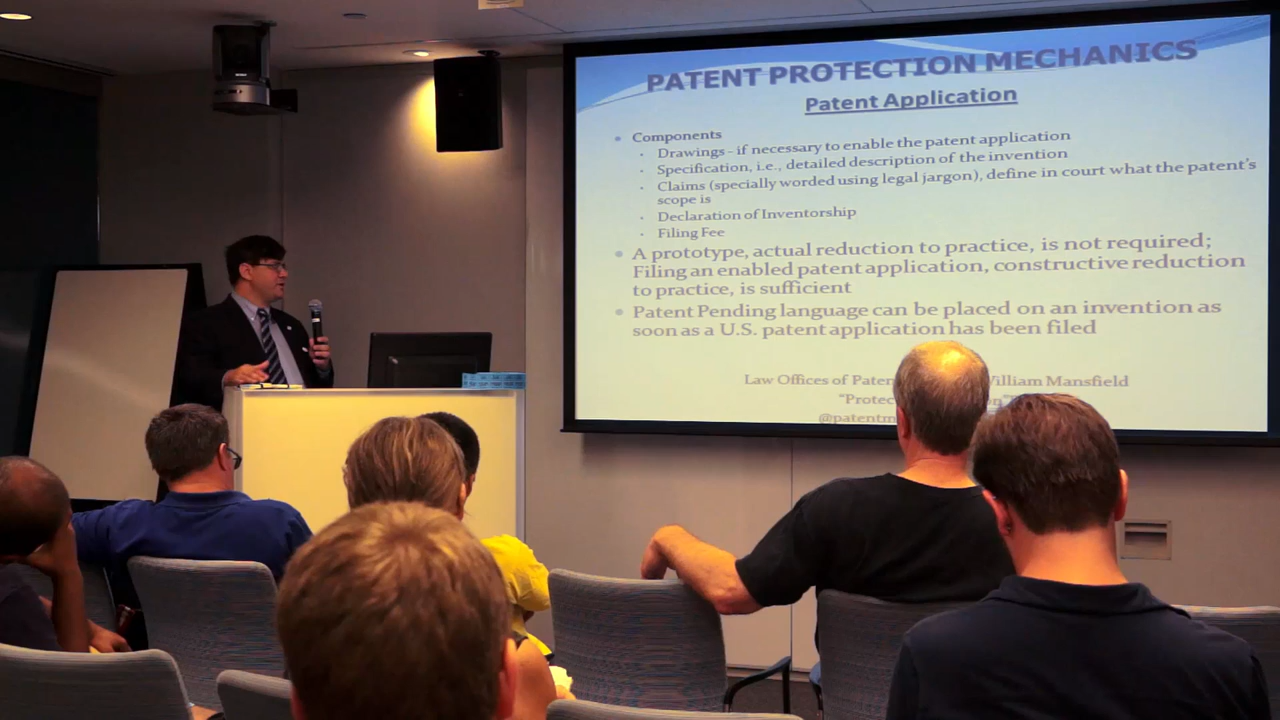 PATENT PROTECTION MECHANICS
Patent Application
• Components
· Drawings - if necessary to enable the patent application
· Specification, i.e., detailed description of the invention
· Claims (specially worded using legal jargon), define in court what the patent's
scope is
· Declaration of Inventorship
· Filing Fee
• A prototype, actual reduction to practice, is not required;
Filing an enabled patent application, constructive reduction
to practice, is sufficient
• Patent Pending language can be placed on an invention as
soon as a U.S. patent application has been filed
Law Offices of Paten William Mansfield
"Protec on"
@patentm